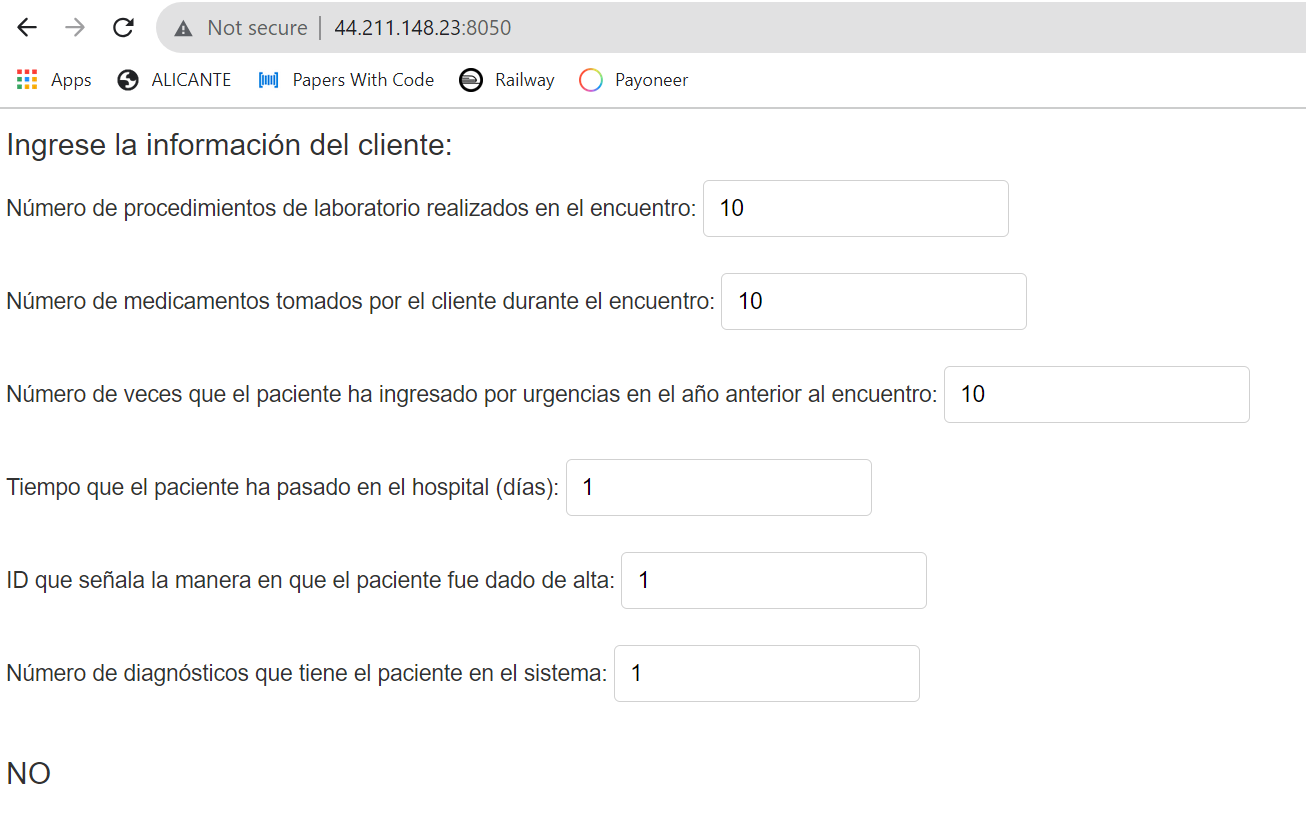 Not secure | 44.211.148.23:8050
Apps ALICANTE Papers With Code Railway Payoneer
Ingrese la información del cliente:
Número de procedimientos de laboratorio realizados en el encuentro: 10
Número de medicamentos tomados por el cliente durante el encuentro: 10
Número de veces que el paciente ha ingresado por urgencias en el año anterior al encuentro: 10
Tiempo que el paciente ha pasado en el hospital (días): 1
ID que señala la manera en que el paciente fue dado de alta: 1
Número de diagnósticos que tiene el paciente en el sistema: 1
NO